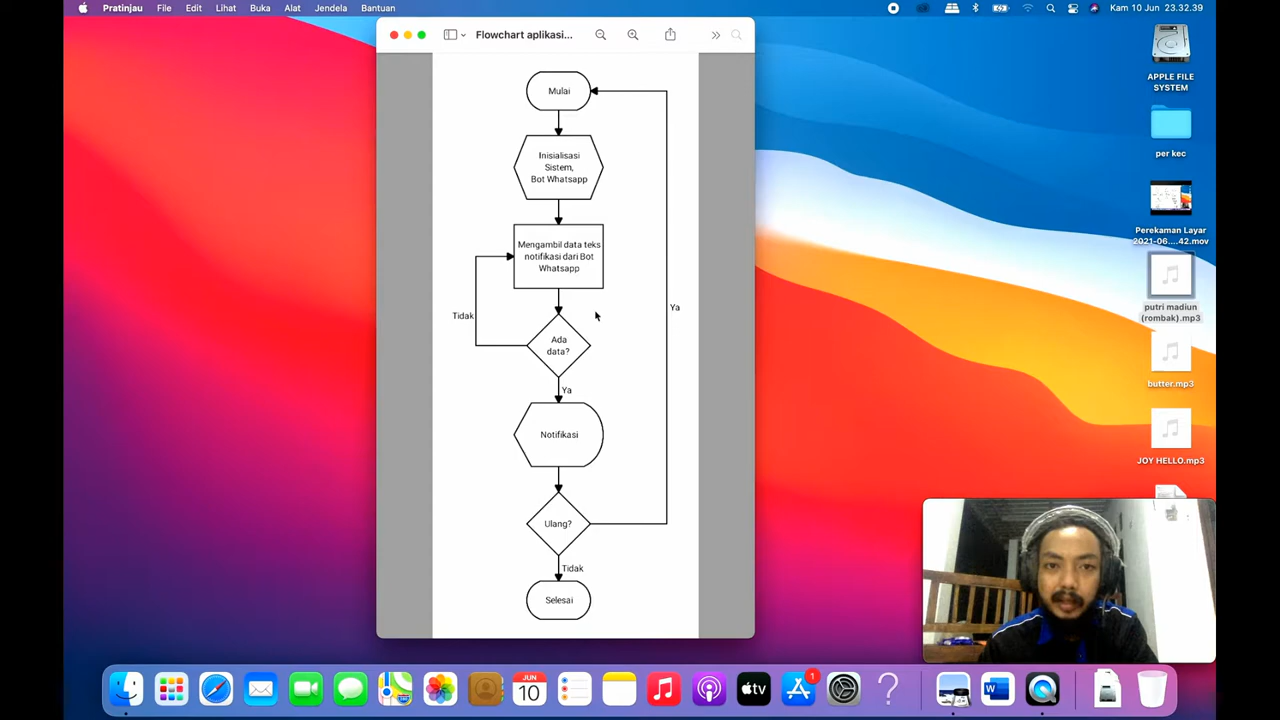 Pratinjau File Edit Lihat Buka Alat Jendela Bantuan Kam 10 Jun 23.32.39
Flowchart aplikasi...
Mulai
Inisialisasi
Sistem,
Bot Whatsapp
Mengambil data teks
notifikasi dari Bot
Whatsapp
Tidak
Ada
data?
Ya
Ya
Notifikasi
Ulang?
Tidak
Selesai
APPLE FILE
SYSTEM
per kec
Perekaman Layar
2021-06....42.mov
putri madiun
(rombak).mp3
butter.mp3
JOY HELLO.mp3
JUN
10
tv
1
W